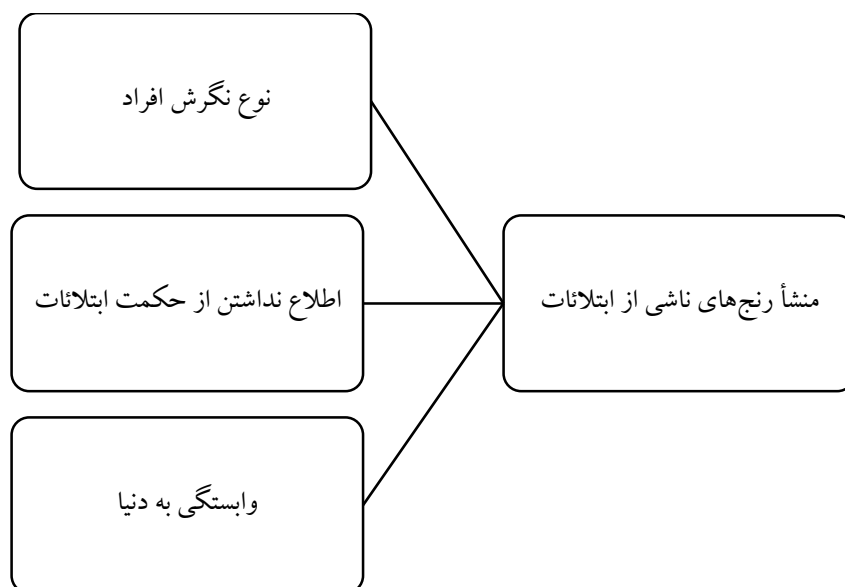 منشأ رنج‌های ناشی از ابتلائات
نوع نگرش افراد
اطلاع نداشتن از حکمت ابتلائات
وابستگی به دنیا